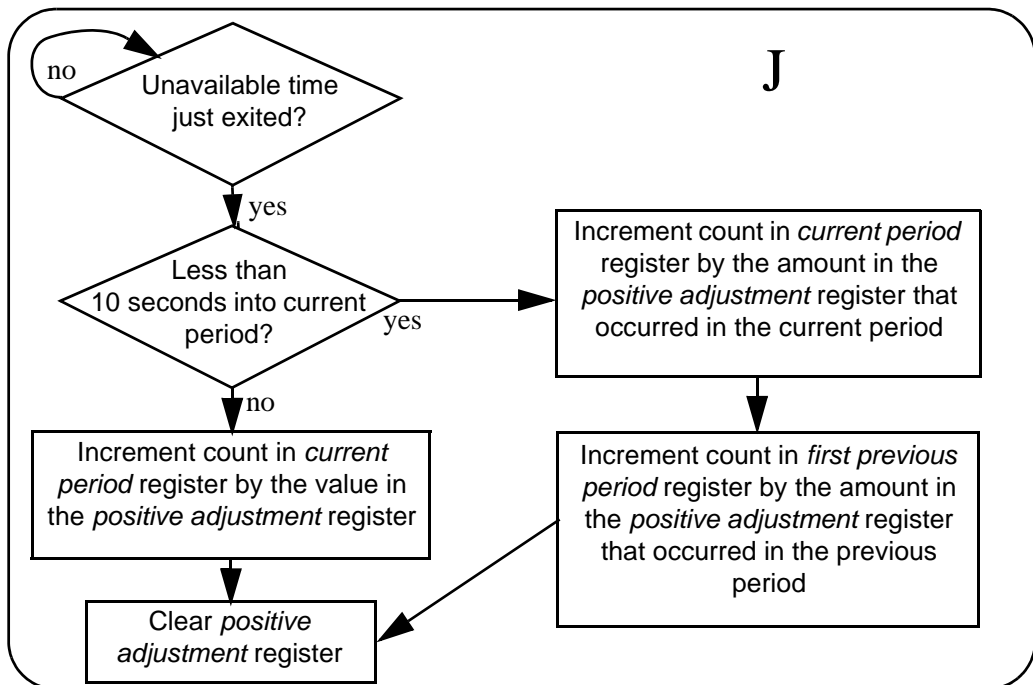 J
no
Unavailable time
just exited?
yes
Less than
10 seconds into current
period?
yes
Increment count in current period
register by the amount in the
positive adjustment register that
occurred in the current period
no
Increment count in current
period register by the value in
the positive adjustment register
Increment count in first previous
period register by the amount in
the positive adjustment register
that occurred in the previous
period
Clear positive
adjustment register